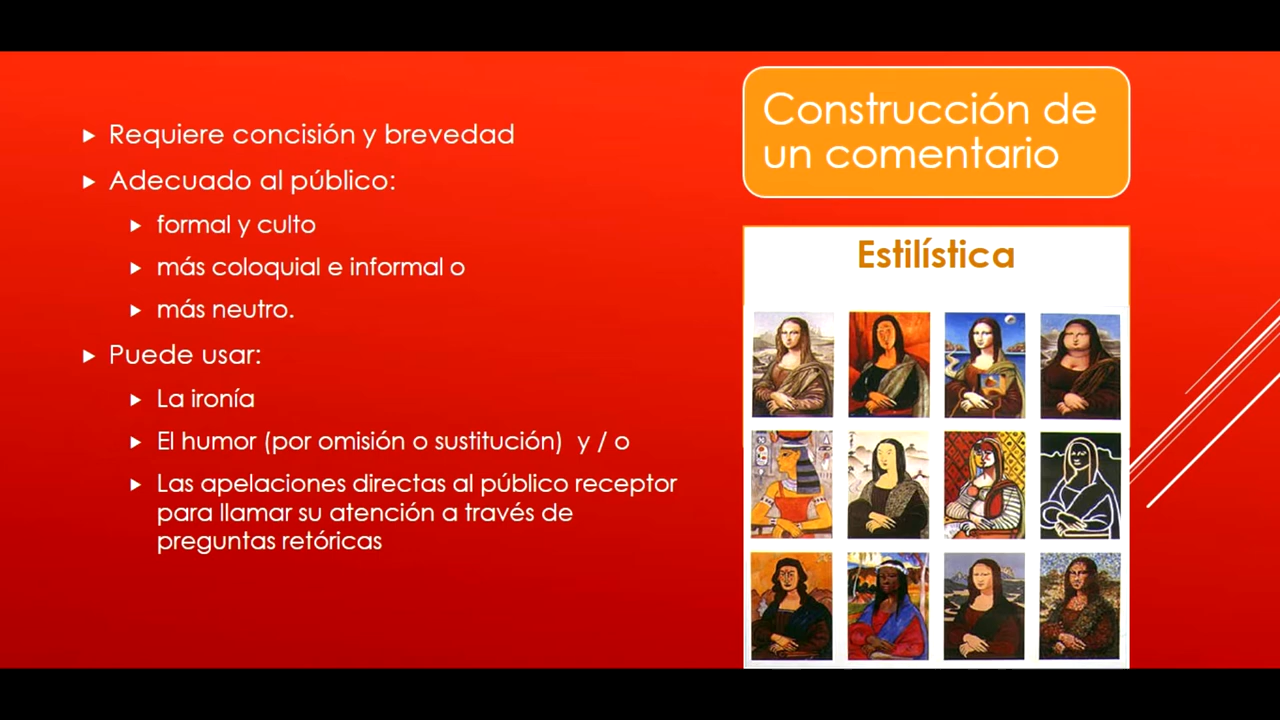 Construcción de
un comentario
Requiere concisión y brevedad
Adecuado al público:
formal y culto
más coloquial e informal o
más neutro.
Puede usar:
La ironía
El humor (por omisión o sustitución)  y / o
Las apelaciones directas al público receptor
para llamar su atención a través de
preguntas retóricas
Estilística